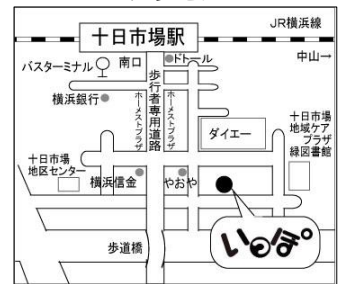 JR横浜線
十日市場駅
中山→
バスターミナル
南口
ドトール
横浜銀行
歩行者専用道路
ホーメストプラザ
ホーメストプラザ
ダイエー
十日市場
地域ケア
プラザ
緑図書館
十日市場
地区センター
横浜信金
やおや
いっぽ
歩道橋